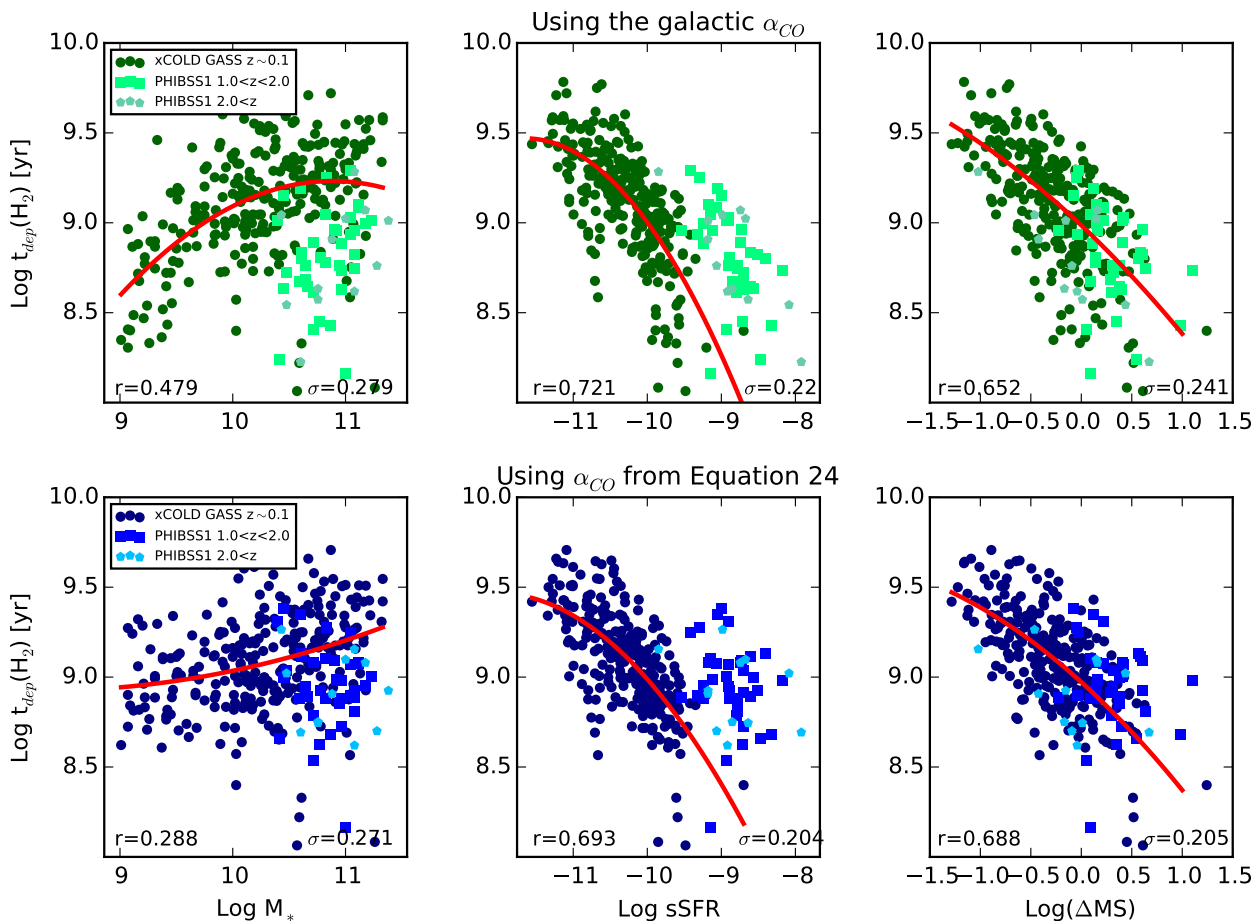 Using the galactic α_CO
10.0
9.5
9.0
8.5
Log t_dep(H₂) [yr]
xCOLD GASS z~0.1
PHIBSS1 1.0<z<2.0
PHIBSS1 2.0<z
r=0.479
σ=0.279
9 10 11
r=0.721
σ=0.22
−11 −10 −9 −8
r=0.652
σ=0.241
−1.5 −1.0 −0.5 0.0 0.5 1.0 1.5
Using α_CO from Equation 24
10.0
9.5
9.0
8.5
Log t_dep(H₂) [yr]
xCOLD GASS z~0.1
PHIBSS1 1.0<z<2.0
PHIBSS1 2.0<z
r=0.288
σ=0.271
9 10 11
Log M_*
r=0.693
σ=0.204
−11 −10 −9 −8
Log sSFR
r=0.688
σ=0.205
−1.5 −1.0 −0.5 0.0 0.5 1.0 1.5
Log(ΔMS)